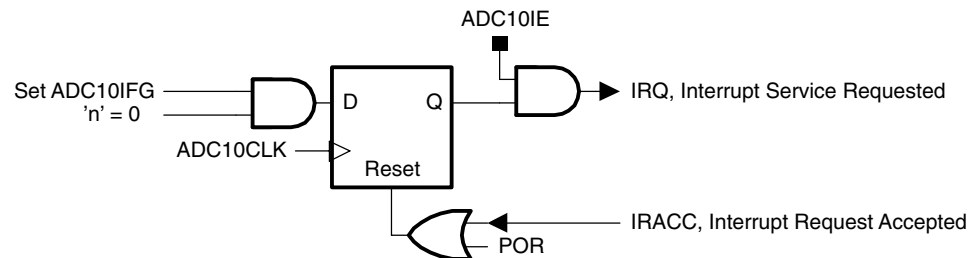 ADC10IE
Set ADC10IFG
'n' = 0
D
Q
IRQ, Interrupt Service Requested
ADC10CLK
Reset
IRACC, Interrupt Request Accepted
POR